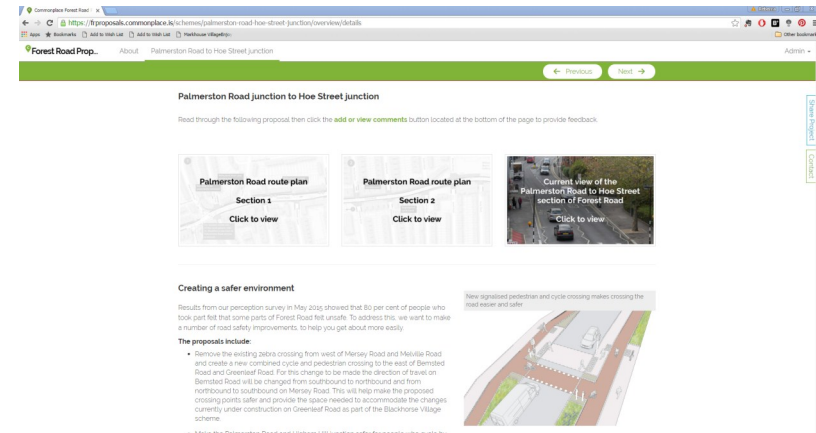 Commonplace Forest Road
https://frproposals.commonplace.is/schemes/palmerston-road-hoe-street-junction/overview/details
Apps Bookmarks Add to Wish List Add to Wish List Markhouse Village Other bookmark
Forest Road Prop... About Palmerston Road to Hoe Street junction Admin
← Previous Next →
Share Project
Contact
Palmerston Road junction to Hoe Street junction
Read through the following proposal then click the add or view comments button located at the bottom of the page to provide feedback.
Palmerston Road route plan
Section 1
Click to view
Palmerston Road route plan
Section 2
Click to view
Current view of the
Palmerston Road to Hoe Street
section of Forest Road
Click to view
Creating a safer environment
Results from our perception survey in May 2015 showed that 80 per cent of people who
took part felt that some parts of Forest Road felt unsafe. To address this, we want to make
a number of road safety improvements, to help you get about more easily.
The proposals include:
• Remove the existing zebra crossing from west of Mersey Road and Melville Road
and create a new combined cycle and pedestrian crossing to the east of Bemsted
Road and Greenleaf Road. For this change to be made the direction of travel on
Bemsted Road will be changed from southbound to northbound and from
northbound to southbound on Mersey Road. This will help make the proposed
crossing points safer and provide the space needed to accommodate the changes
currently under construction on Greenleaf Road as part of the Blackhorse Village
scheme.
New signalised pedestrian and cycle crossing makes crossing the
road easier and safer